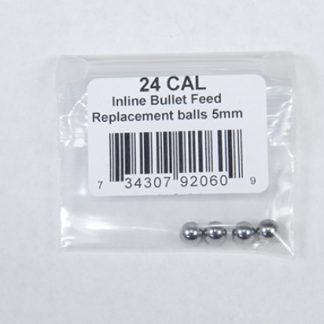 24 CAL
Inline Bullet Feed
Replacement balls 5mm
7 34307 92060 9